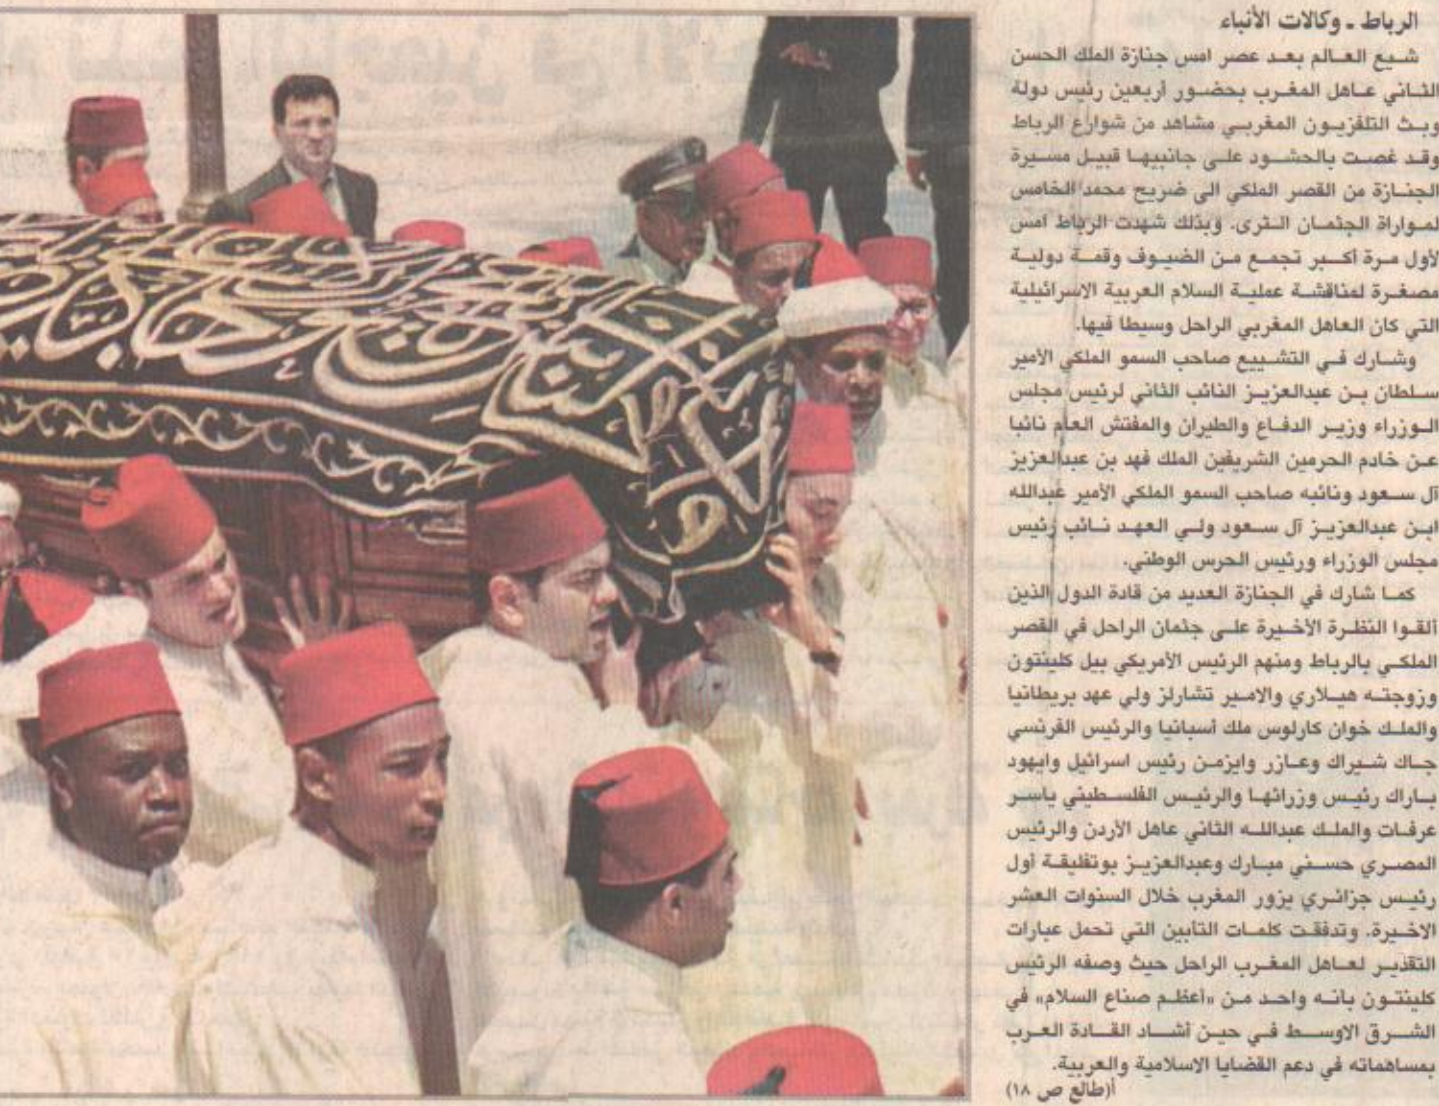 الرباط ـ وكالات الأنباء
شيع العالم بعد عصر امس جنازة الملك الحسن
الثاني عاهل المغرب بحضور أربعين رئيس دولة
وبث التلفزيون المغربي مشاهد من شوارع الرباط
وقد غصت بالحشود على جانبيها قبيل مسيرة
الجنازة من القصر الملكي الى ضريح محمد الخامس
لمواراة الجثمان الثرى. وبذلك شهدت الرباط امس
لأول مرة أكبر تجمع من الضيوف وقمة دولية
مصغرة لمناقشة عملية السلام العربية الاسرائيلية
التي كان العاهل المغربي الراحل وسيطا فيها.
وشارك في التشييع صاحب السمو الملكي الأمير
سلطان بن عبدالعزيز النائب الثاني لرئيس مجلس
الوزراء وزير الدفاع والطيران والمفتش العام نائبا
عن خادم الحرمين الشريفين الملك فهد بن عبدالعزيز
آل سعود ونائبه صاحب السمو الملكي الأمير عبدالله
ابن عبدالعزيز آل سعود ولي العهد نائب رئيس
مجلس الوزراء ورئيس الحرس الوطني.
كما شارك في الجنازة العديد من قادة الدول الذين
ألقوا النظرة الأخيرة على جثمان الراحل في القصر
الملكي بالرباط ومنهم الرئيس الأمريكي بيل كلينتون
وزوجته هيلاري والامير تشارلز ولي عهد بريطانيا
والملك خوان كارلوس ملك أسبانيا والرئيس الفرنسي
جاك شيراك وعازر وايزمن رئيس اسرائيل وايهود
باراك رئيس وزرائها والرئيس الفلسطيني ياسر
عرفات والملك عبدالله الثاني عاهل الأردن والرئيس
المصري حسني مبارك وعبدالعزيز بوتفليقة أول
رئيس جزائري يزور المغرب خلال السنوات العشر
الاخيرة. وتدفقت كلمات التأبين التي تحمل عبارات
التقدير لعاهل المغرب الراحل حيث وصفه الرئيس
كلينتون بانه واحد من «أعظم صناع السلام» في
الشرق الاوسط في حين أشاد القادة العرب
بمساهماته في دعم القضايا الاسلامية والعربية.
(طالع ص ١٨)